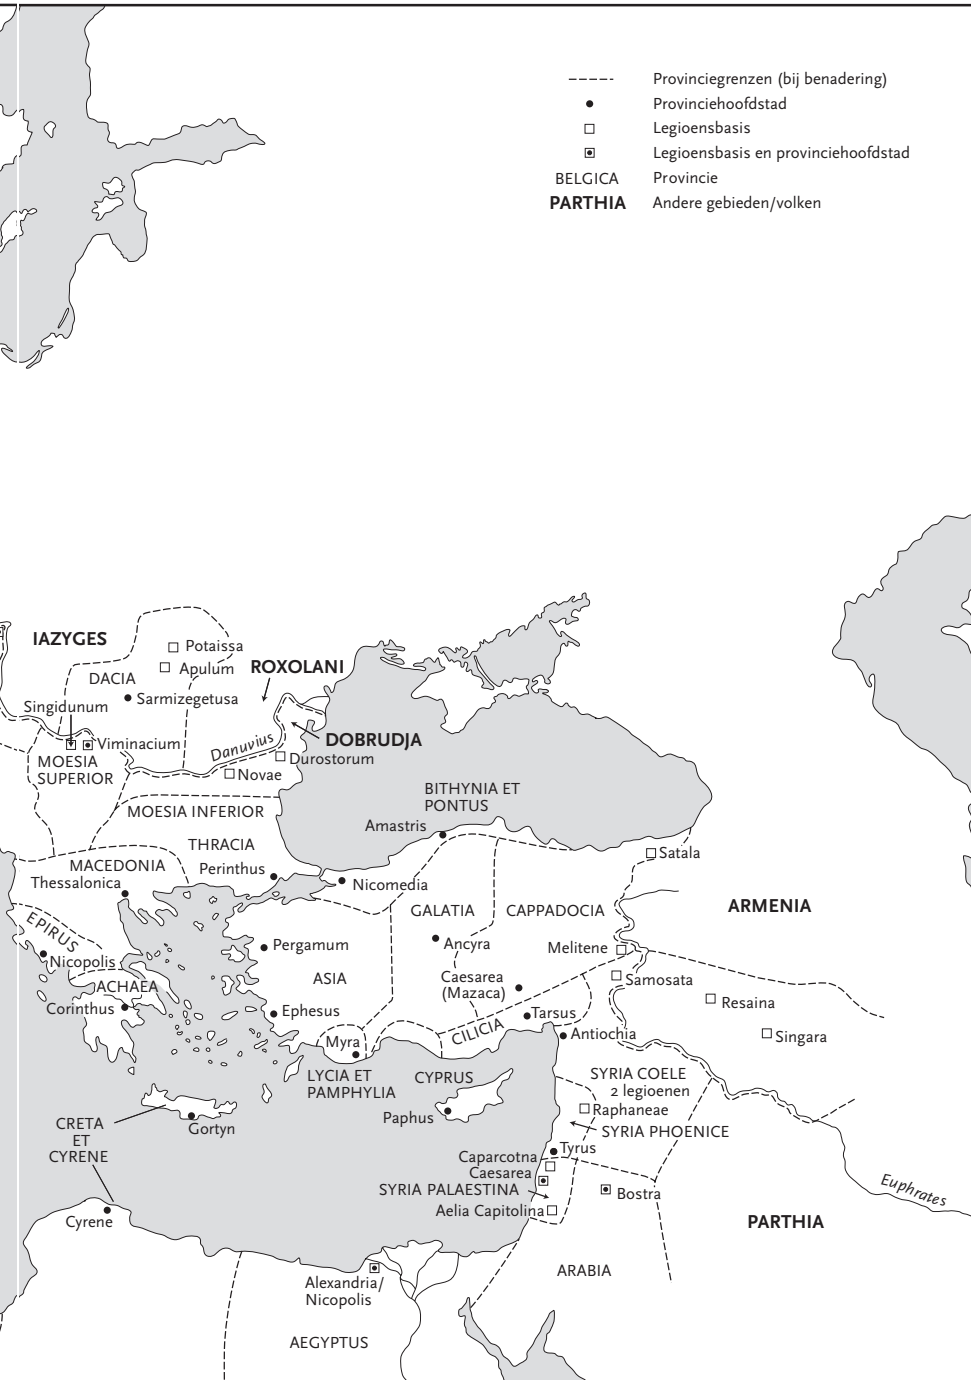 Provinciegrenzen (bij benadering)
Provinciehoofdstad
Legioensbasis
Legioensbasis en provinciehoofdstad
BELGICA Provincie
PARTHIA Andere gebieden/volken
IAZYGES
Potaissa
Apulum
ROXOLANI
DACIA
Sarmizegetusa
Singidunum
Viminacium
Danuvius
DOBRUDJA
Durostorum
MOESIA
SUPERIOR
Novae
MOESIA INFERIOR
BITHYNIA ET
PONTUS
Amastris
THRACIA
Perinthus
MACEDONIA
Thessalonica
Nicomedia
Satala
EPIRUS
Nicopolis
GALATIA
CAPPADOCIA
ARMENIA
Pergamum
Ancyra
Melitene
ACHAEA
Corinthus
ASIA
Caesarea
(Mazaca)
Samosata
Resaina
Ephesus
Tarsus
CILICIA
Antiochia
Singara
Myra
LYCIA ET
PAMPHYLIA
CYPRUS
Paphus
SYRIA COELE
2 legioenen
Raphaneae
SYRIA PHOENICE
CRETA
ET
CYRENE
Gortyn
Tyrus
Caparcotna
Caesarea
SYRIA PALAESTINA
Aelia Capitolina
Bostra
Euphrates
Cyrene
PARTHIA
Alexandria/
Nicopolis
ARABIA
AEGYPTUS